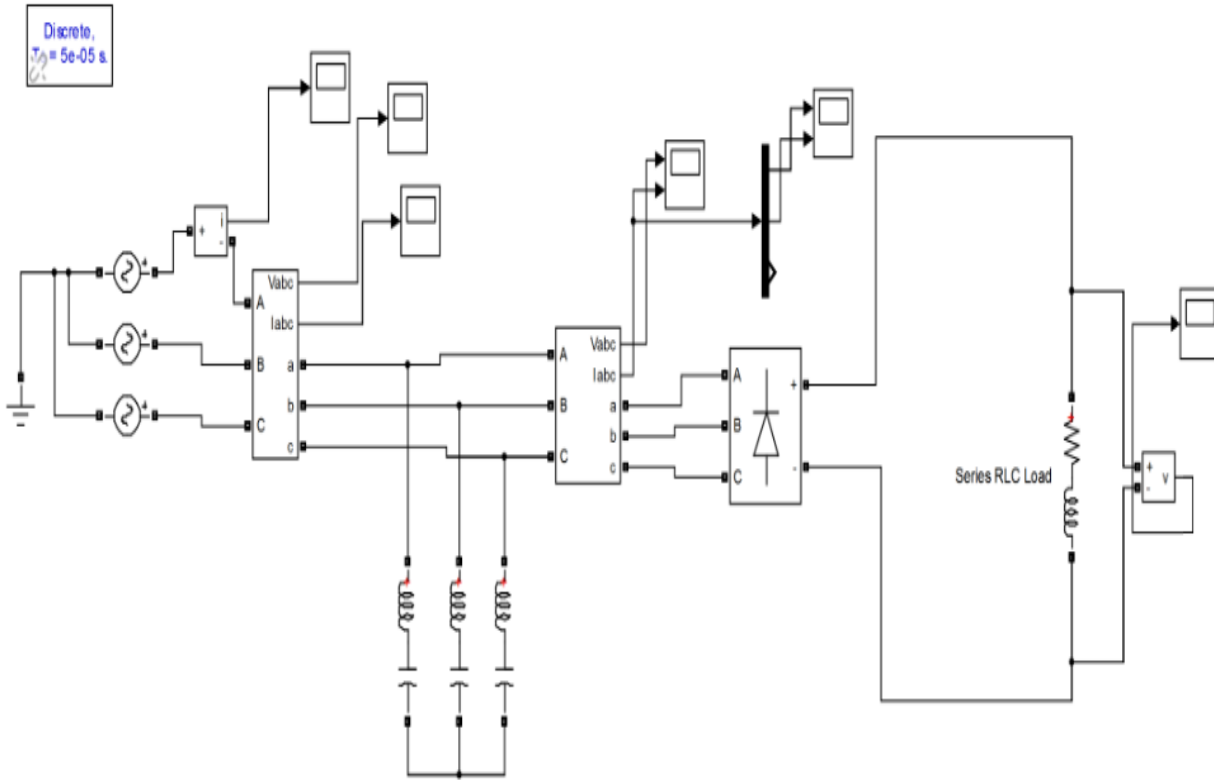 Discrete,
= 5e-05 s.
i
+
-
Vabc
Iabc
A
B
C
a
b
c
Vabc
Iabc
A
B
C
a
b
c
A
B
C
+
-
Series RLC Load
+
-
v